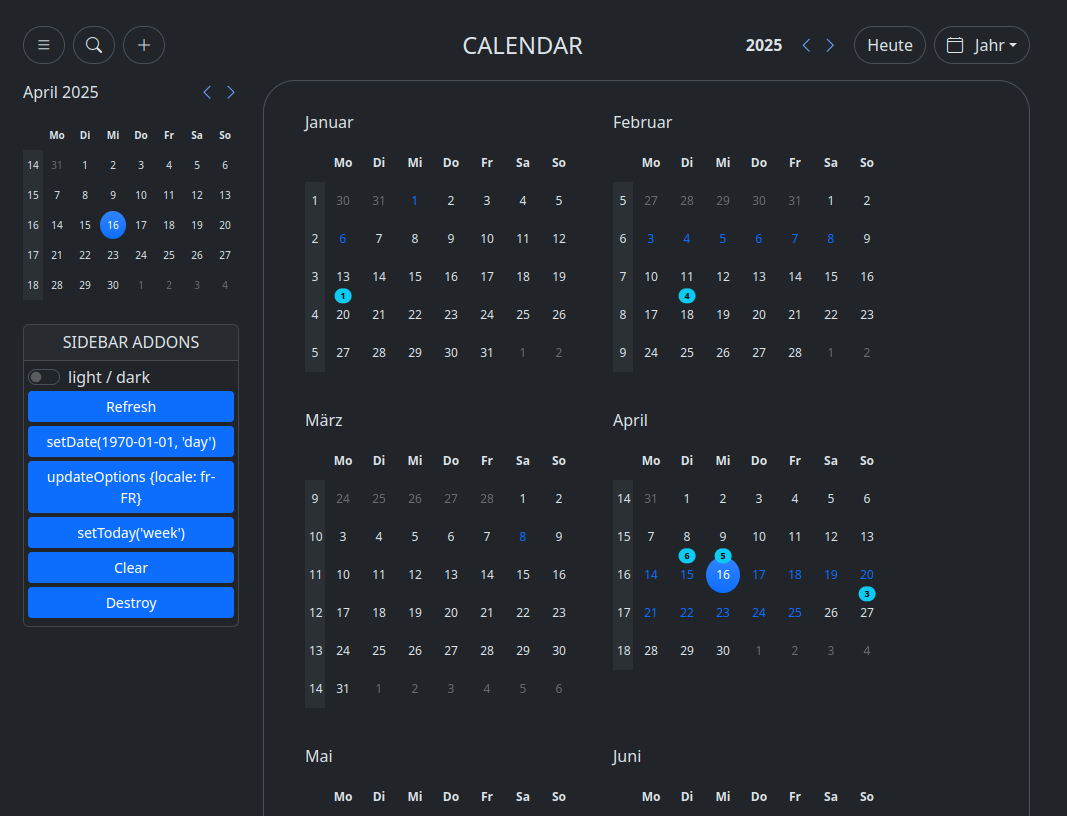 CALENDAR
2025
Heute
Jahr
April 2025
Mo Di Mi Do Fr Sa So
14 31 1 2 3 4 5 6
15 7 8 9 10 11 12 13
16 14 15 16 17 18 19 20
17 21 22 23 24 25 26 27
18 28 29 30 1 2 3 4
SIDEBAR ADDONS
light / dark
Refresh
setDate(1970-01-01, 'day')
updateOptions {locale: fr-
FR}
setToday('week')
Clear
Destroy
Januar
Mo Di Mi Do Fr Sa So
1 30 31 1 2 3 4 5
2 6 7 8 9 10 11 12
3 13 14 15 16 17 18 19
1
4 20 21 22 23 24 25 26
5 27 28 29 30 31 1 2
Februar
Mo Di Mi Do Fr Sa So
5 27 28 29 30 31 1 2
6 3 4 5 6 7 8 9
7 10 11 12 13 14 15 16
4
8 17 18 19 20 21 22 23
9 24 25 26 27 28 1 2
März
Mo Di Mi Do Fr Sa So
9 24 25 26 27 28 1 2
10 3 4 5 6 7 8 9
11 10 11 12 13 14 15 16
12 17 18 19 20 21 22 23
13 24 25 26 27 28 29 30
14 31 1 2 3 4 5 6
April
Mo Di Mi Do Fr Sa So
14 31 1 2 3 4 5 6
15 7 8 9 10 11 12 13
6 5
16 14 15 16 17 18 19 20
3
17 21 22 23 24 25 26 27
18 28 29 30 1 2 3 4
Mai
Mo Di Mi Do Fr Sa So
Juni
Mo Di Mi Do Fr Sa So